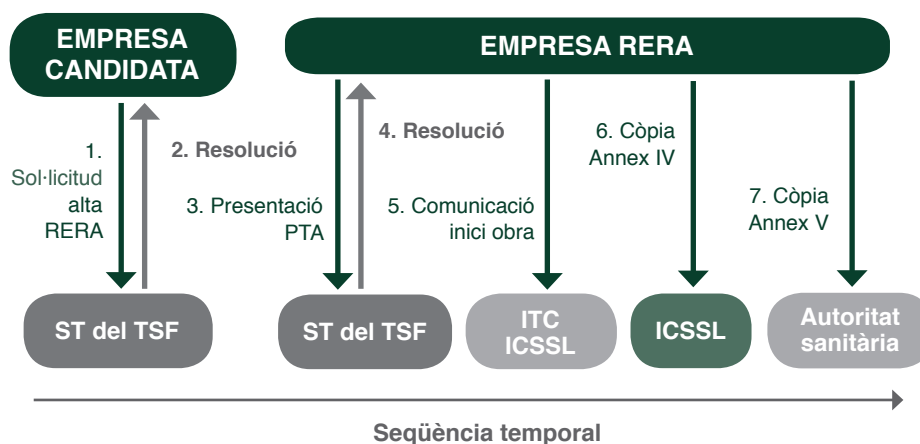 EMPRESA
CANDIDATA
EMPRESA RERA
1.
Sol·licitud
alta
RERA
2. Resolució
3. Presentació
PTA
4. Resolució
5. Comunicació
inici obra
6. Còpia
Annex IV
7. Còpia
Annex V
ST del TSF
ST del TSF
ITC
ICSSL
ICSSL
Autoritat
sanitària
Seqüència temporal